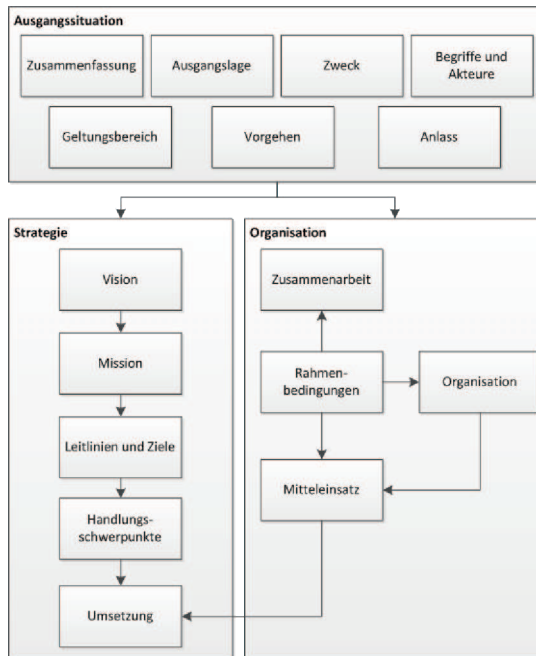 Ausgangssituation
Zusammenfassung
Ausgangslage
Zweck
Begriffe und
Akteure
Geltungsbereich
Vorgehen
Anlass
Strategie
Vision
Mission
Leitlinien und Ziele
Handlungs-
schwerpunkte
Umsetzung
Organisation
Zusammenarbeit
Rahmen-
bedingungen
Organisation
Mitteleinsatz